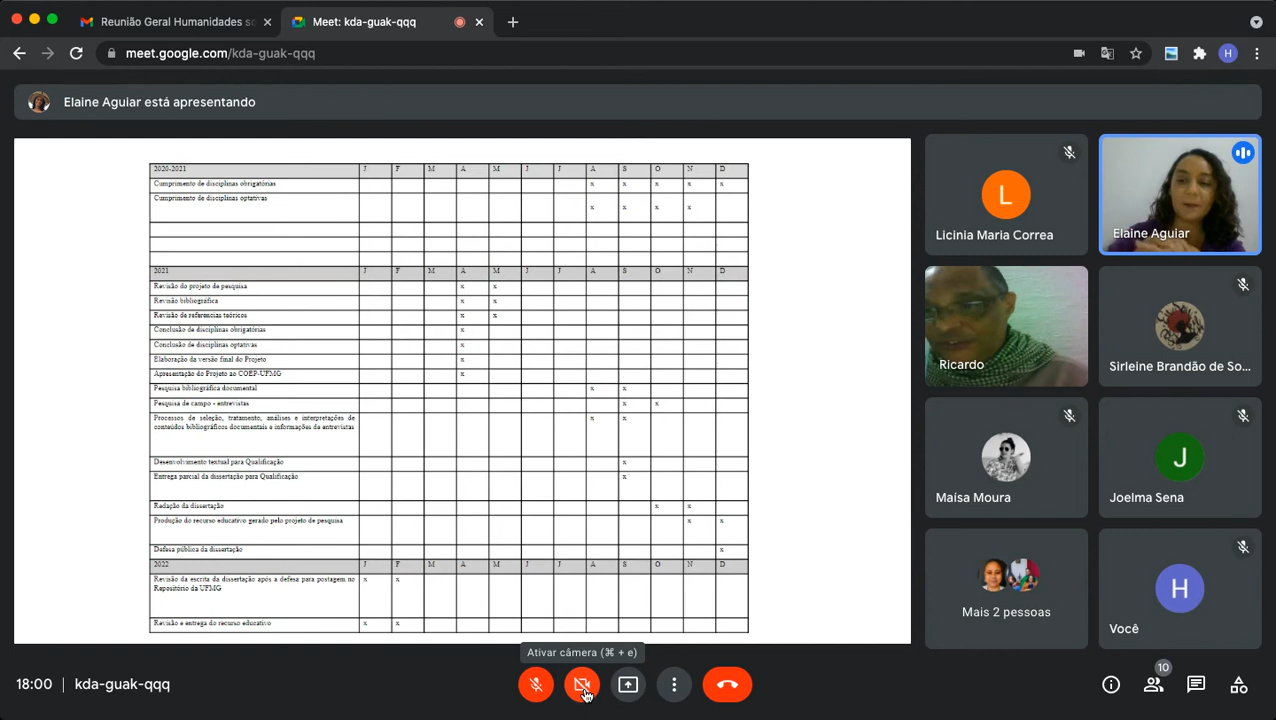 Reunião Geral Humanidades so
Meet: kda-guak-qqq
meet.google.com/kda-guak-qqq
H
Elaine Aguiar está apresentando
2020-2021 J F M A M J J A S O N D
Cumprimento de disciplinas obrigatórias x x x x x
Cumprimento de disciplinas optativas
x x x x
2021 J F M A M J J A S O N D
Revisão do projeto de pesquisa x x
Revisão bibliográfica x x
Revisão de referencias teóricos x x
Conclusão de disciplinas obrigatórias x
Conclusão de disciplinas optativas x
Elaboração da versão final do Projeto x
Apresentação do Projeto ao COEP-UFMG x
Pesquisa bibliográfica documental x x
Pesquisa de campo - entrevistas x x
Processos de seleção, tratamento, análises e interpretações de x x
conteúdos bibliográficos documentais e informações de entrevistas
Desenvolvimento textual para Qualificação x
Entrega parcial da dissertação para Qualificação x
Redação da dissertação x x
Produção do recurso educativo gerado pelo projeto de pesquisa x x
Defesa pública da dissertação x
2022 J F M A M J J A S O N D
Revisão da escrita da dissertação após a defesa para postagem no x x
Repositório da UFMG
Revisão e entrega do recurso educativo x x
L
Licinia Maria Correa
Elaine Aguiar
Ricardo
Sirleine Brandão de So...
Maísa Moura
J
Joelma Sena
Mais 2 pessoas
H
Você
Ativar câmera (⌘ + e)
18:00 | kda-guak-qqq
10